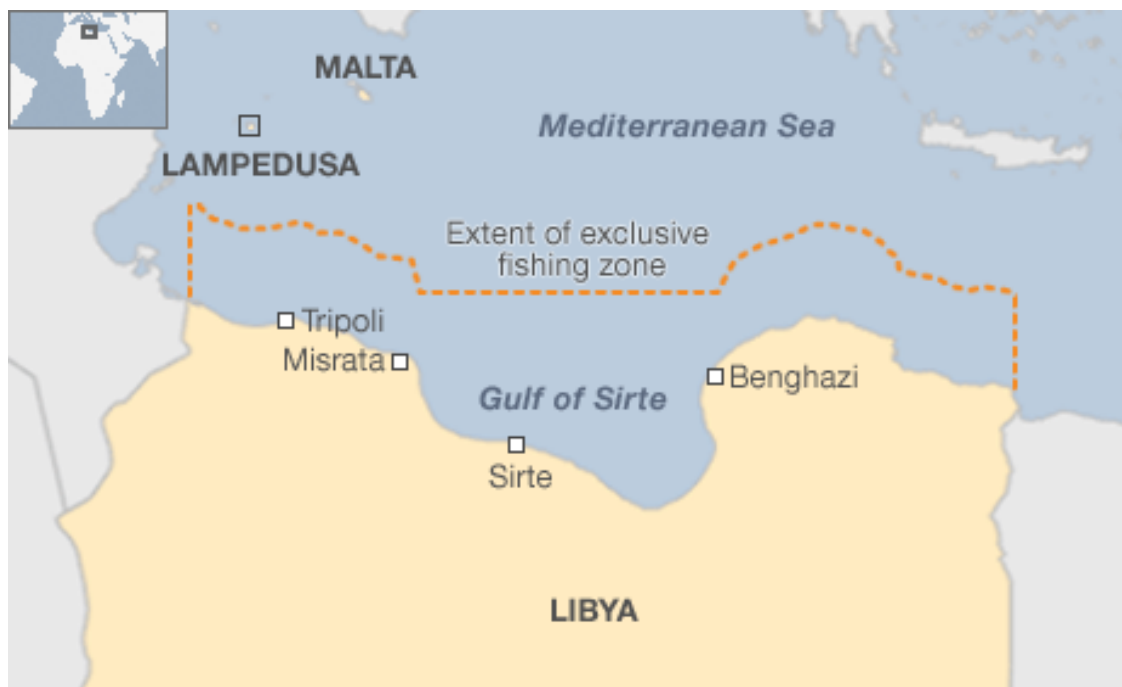 MALTA
Mediterranean Sea
LAMPEDUSA
Extent of exclusive
fishing zone
Tripoli
Misrata
Benghazi
Gulf of Sirte
Sirte
LIBYA